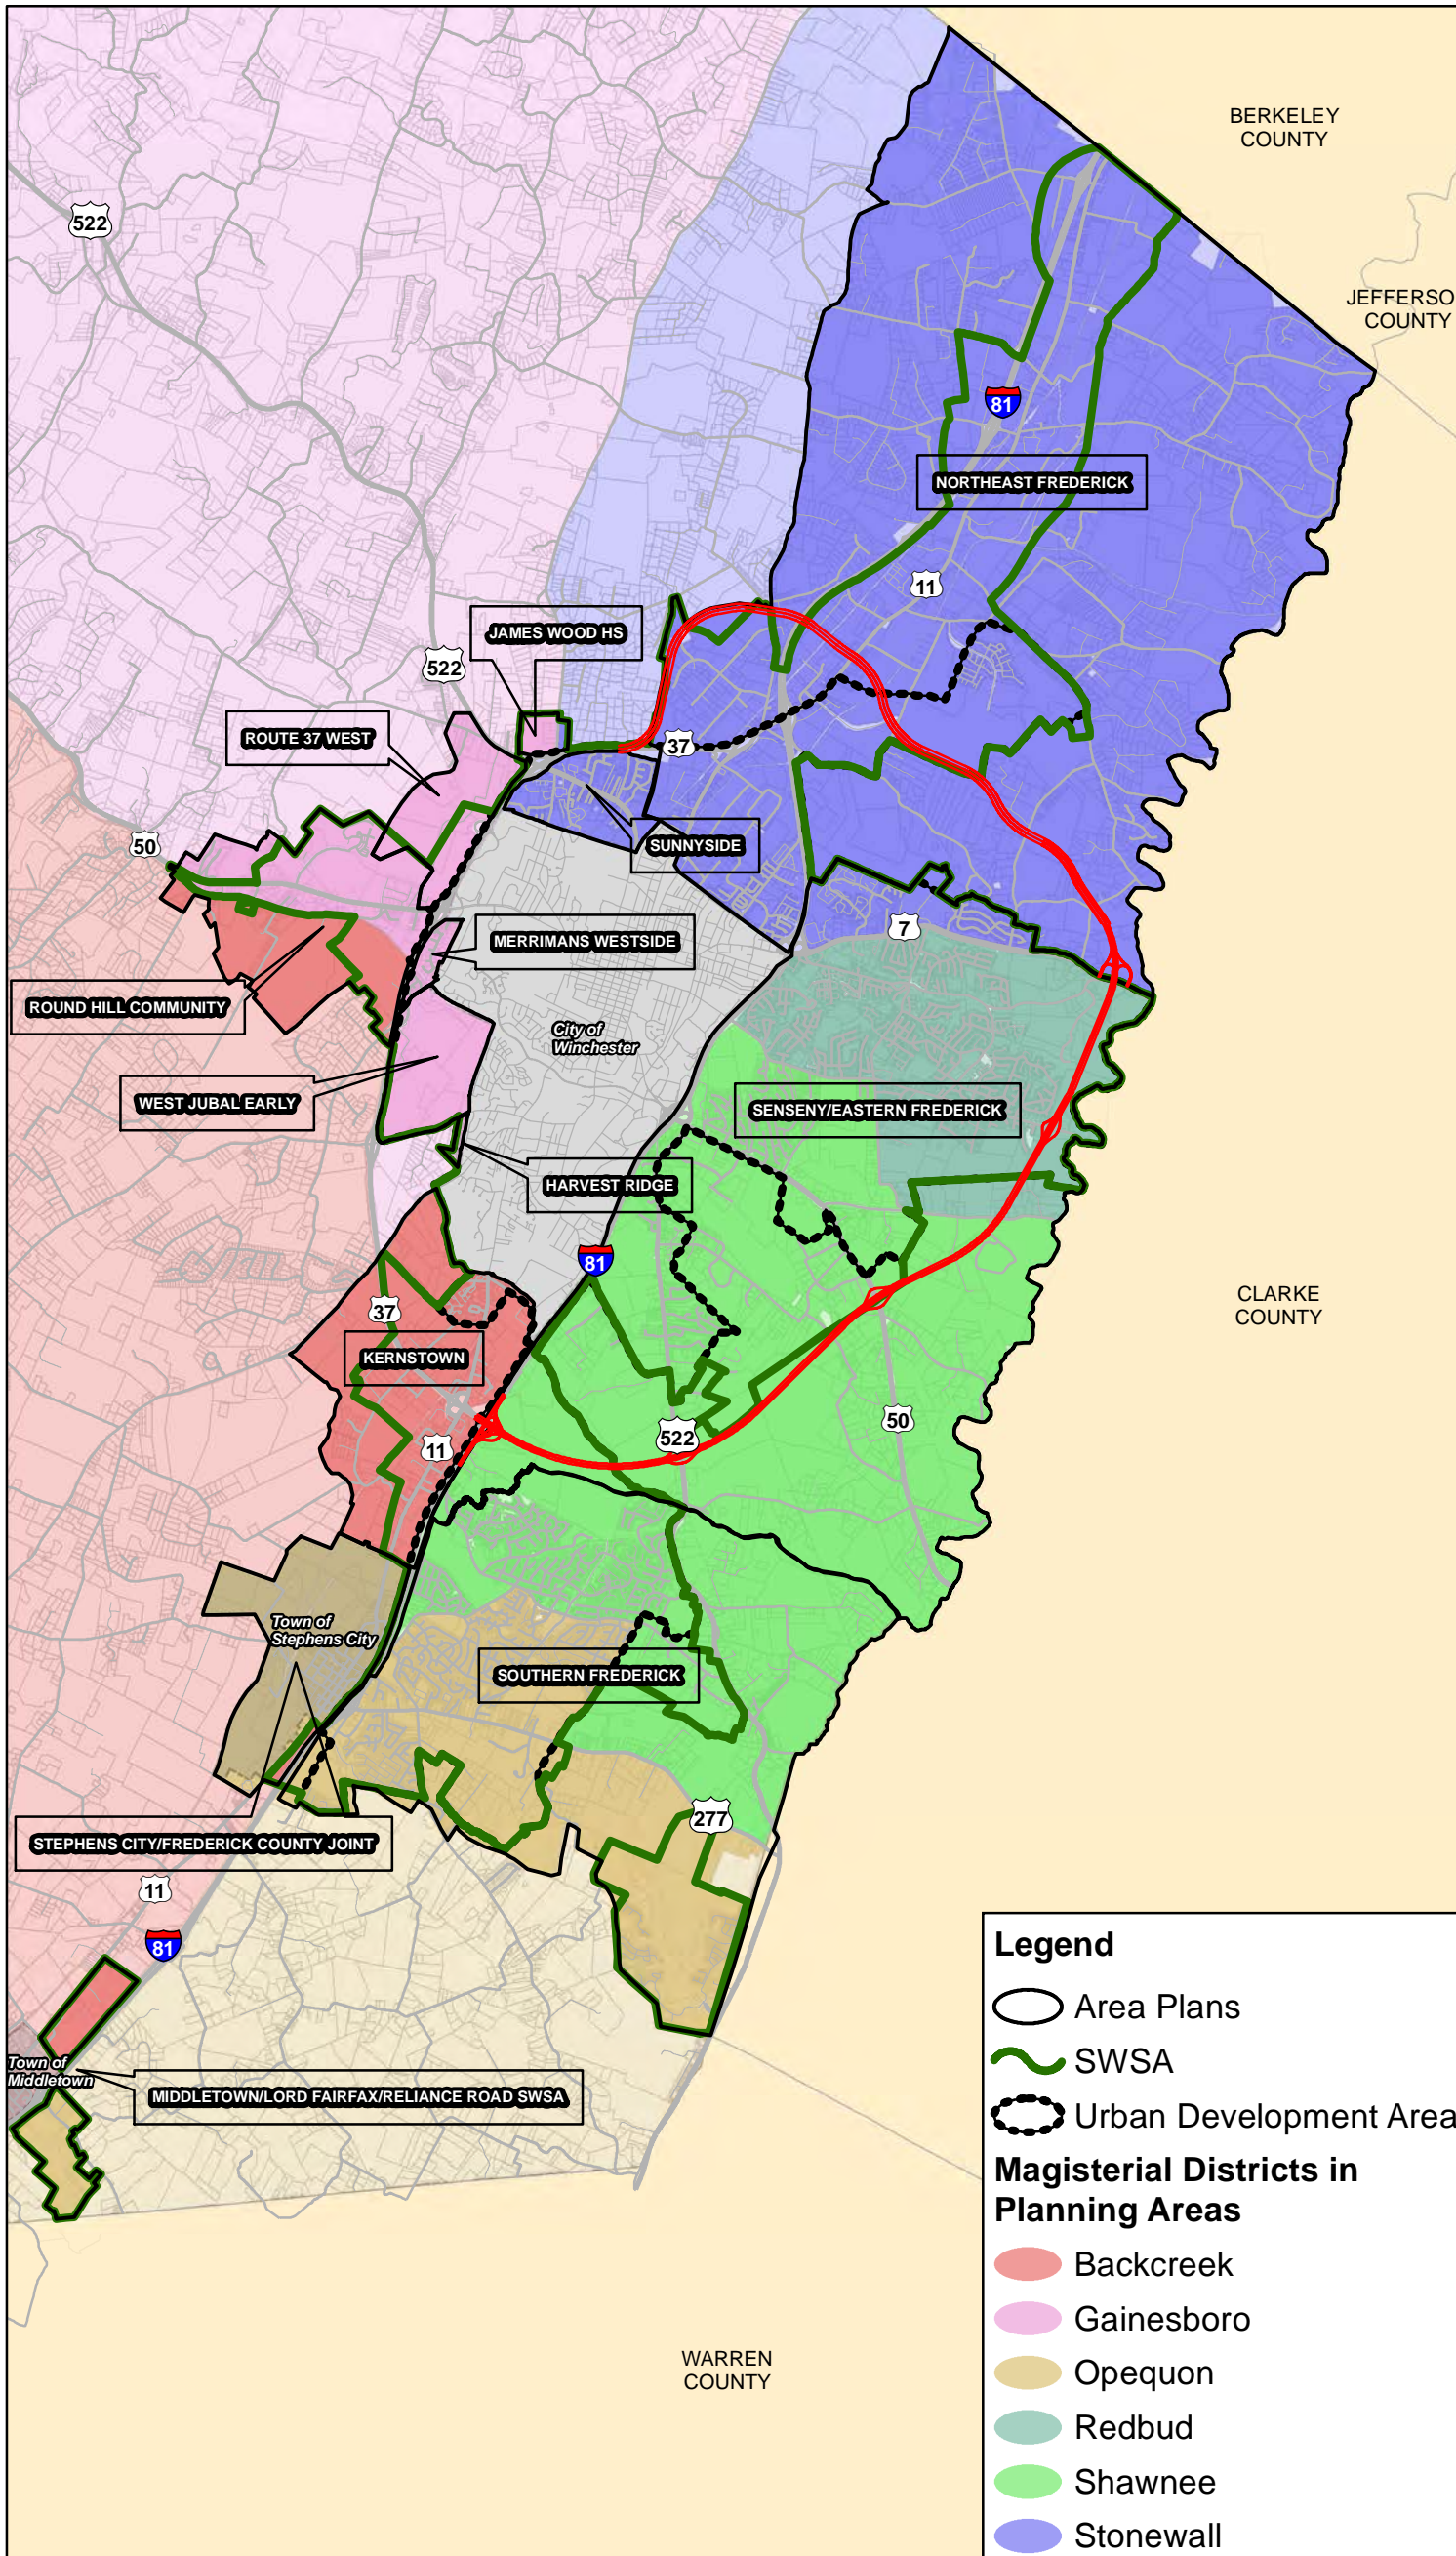 BERKELEY
COUNTY
522
JEFFERSO
COUNTY
81
NORTHEAST FREDERICK
11
JAMES WOOD HS
522
ROUTE 37 WEST
37
50
SUNNYSIDE
7
MERRIMANS WESTSIDE
ROUND HILL COMMUNITY
City of
Winchester
WEST JUBAL EARLY
SENSENY/EASTERN FREDERICK
HARVEST RIDGE
81
CLARKE
COUNTY
37
KERNSTOWN
50
522
11
Town of
Stephens City
SOUTHERN FREDERICK
277
STEPHENS CITY/FREDERICK COUNTY JOINT
11
81
Town of
Middletown
MIDDLETOWN/LORD FAIRFAX/RELIANCE ROAD SWSA
WARREN
COUNTY
Legend
Area Plans
SWSA
Urban Development Area
Magisterial Districts in
Planning Areas
Backcreek
Gainesboro
Opequon
Redbud
Shawnee
Stonewall